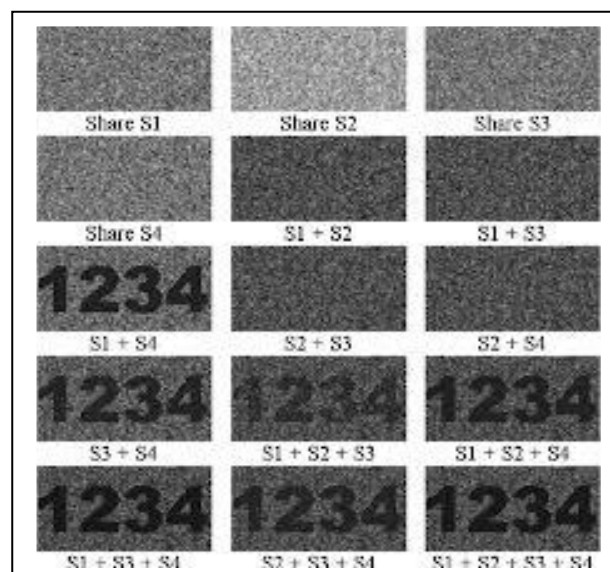 Share S1 Share S2 Share S3
Share S4 S1 + S2 S1 + S3
1234
S1 + S4 S2 + S3 S2 + S4
1234 1234 1234
S3 + S4 S1 + S2 + S3 S1 + S2 + S4
1234 1234 1234
S1 + S3 + S4 S2 + S3 + S4 S1 + S2 + S3 + S4